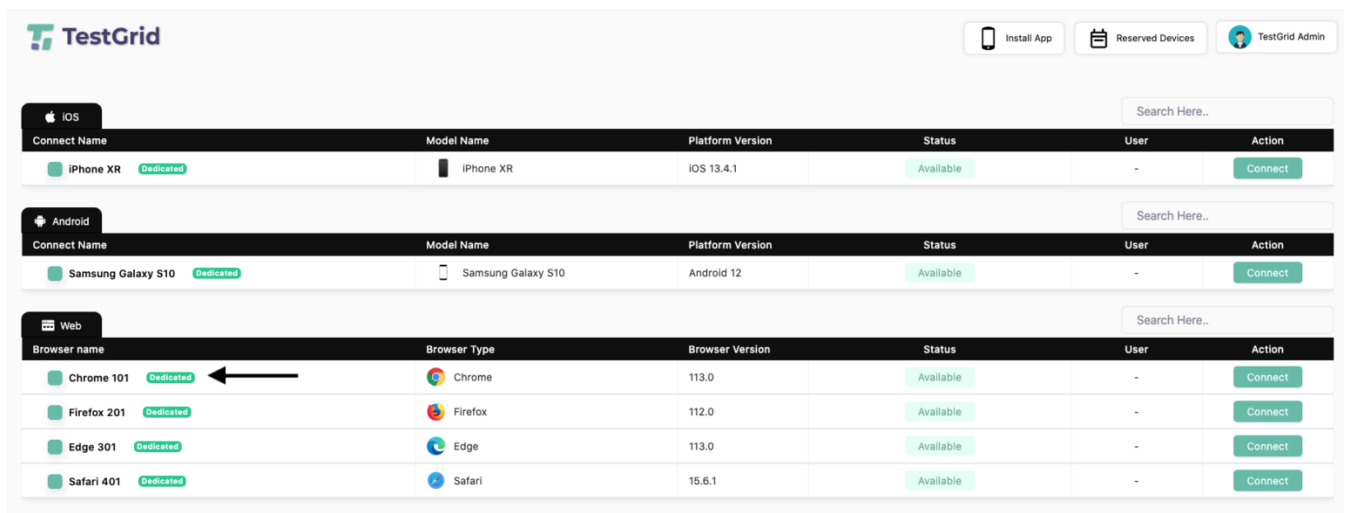 TestGrid
Install App Reserved Devices TestGrid Admin
iOS Search Here..
Connect Name Model Name Platform Version Status User Action
iPhone XR Dedicated iPhone XR iOS 13.4.1 Available - Connect
Android Search Here..
Connect Name Model Name Platform Version Status User Action
Samsung Galaxy S10 Dedicated Samsung Galaxy S10 Android 12 Available - Connect
Web Search Here..
Browser name Browser Type Browser Version Status User Action
Chrome 101 Dedicated Chrome 113.0 Available - Connect
Firefox 201 Dedicated Firefox 112.0 Available - Connect
Edge 301 Dedicated Edge 113.0 Available - Connect
Safari 401 Dedicated Safari 15.6.1 Available - Connect